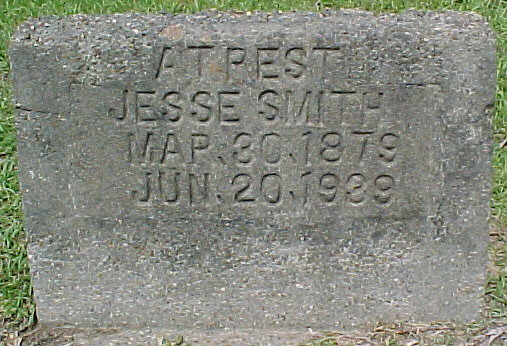 AT REST
JESSE SMITH
MAR. 30. 1879
JUN. 20. 1939